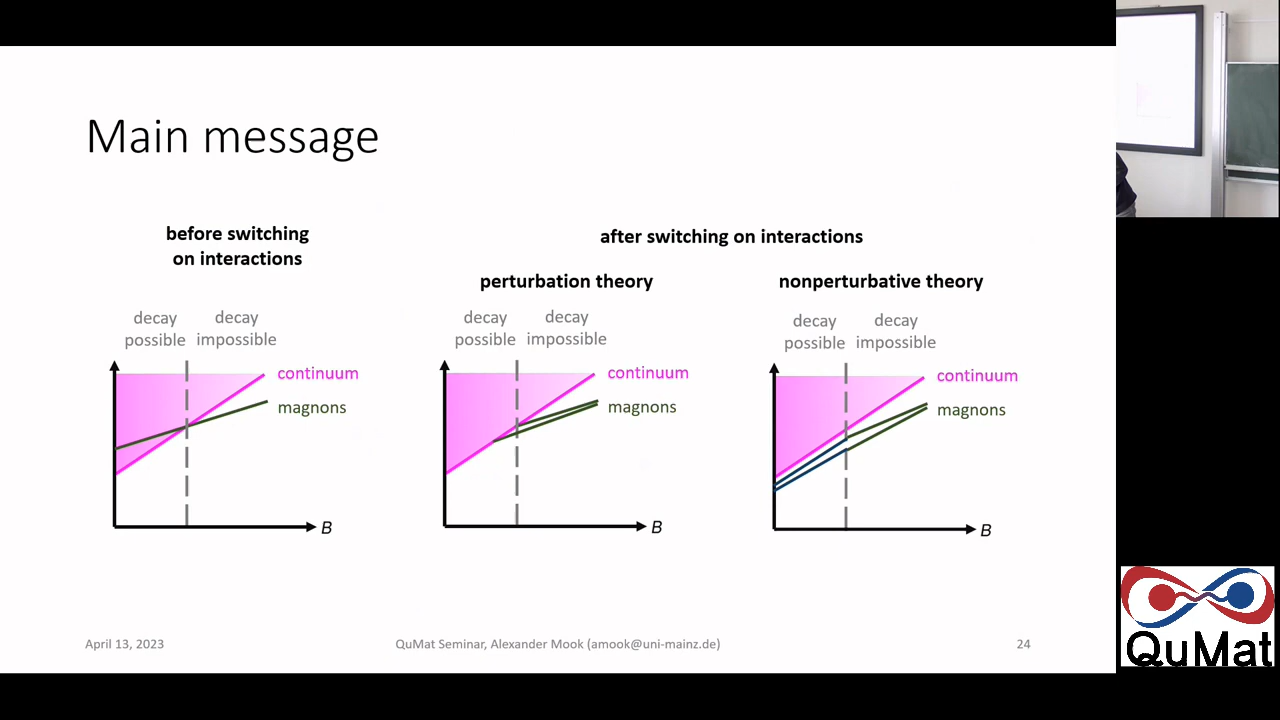 Main message
before switching
on interactions
after switching on interactions
perturbation theory
nonperturbative theory
decay
possible
decay
impossible
continuum
magnons
B
decay
possible
decay
impossible
continuum
magnons
B
decay
possible
decay
impossible
continuum
magnons
B
April 13, 2023
QuMat Seminar, Alexander Mook (amook@uni-mainz.de)
24
QuMat